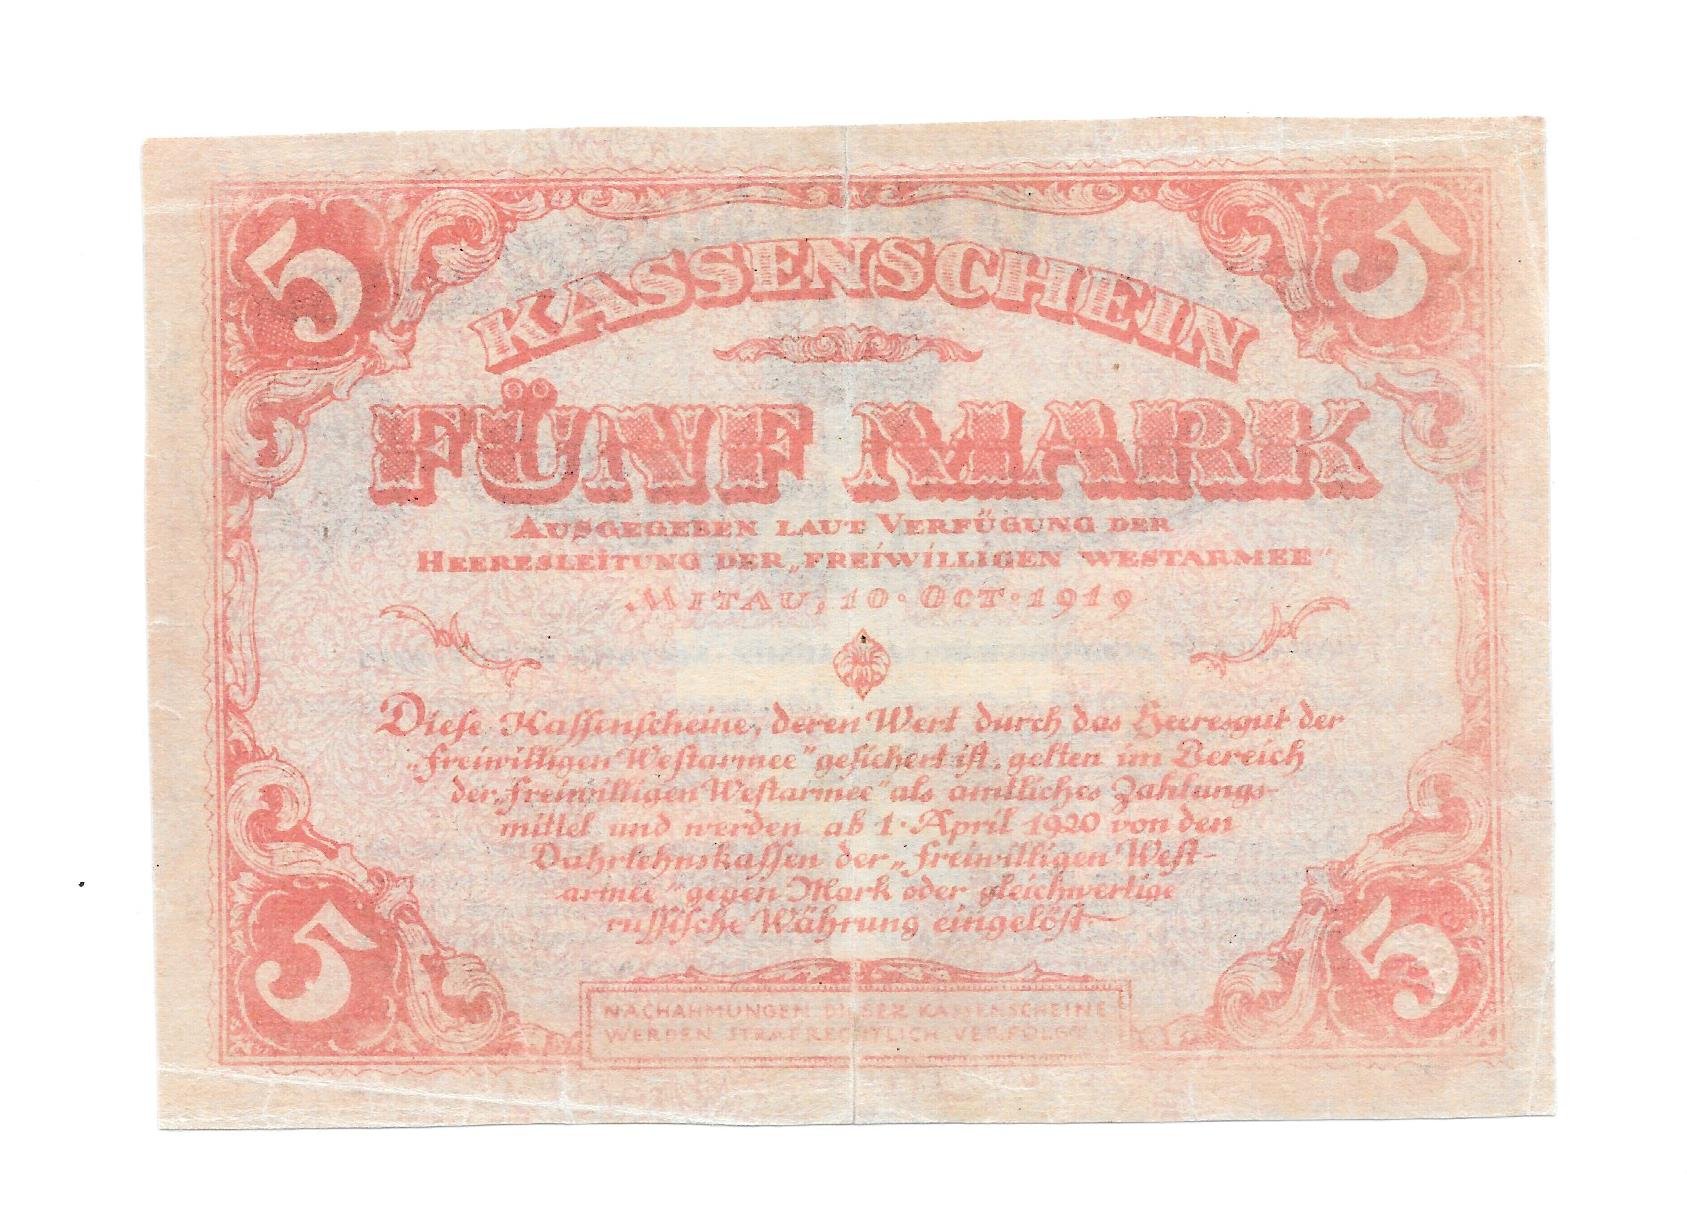 5 5
KASSENSCHEIN
FÜNF MARK
AUSGEGEBEN LAUT VERFÜGUNG DER
HEERESLEITUNG DER „FREIWILLIGEN WESTARMEE“
MITAU, 10. OCT. 1919
Diese Kassenscheine, deren Wert durch das Heeresgut der
„Freiwilligen Westarmee“ gesichert ist, gelten im Bereich
der „Freiwilligen Westarmee“ als amtliches Zahlungs-
mittel und werden ab 1. April 1920 von den
Dahrlehnskassen der „Freiwilligen West-
armee“ gegen Mark oder gleichwertige
russische Währung eingelöst—
5 5
NACHAHMUNGEN DIESER KASSENSCHEINE
WERDEN STRAFRECHTLICH VERFOLGT